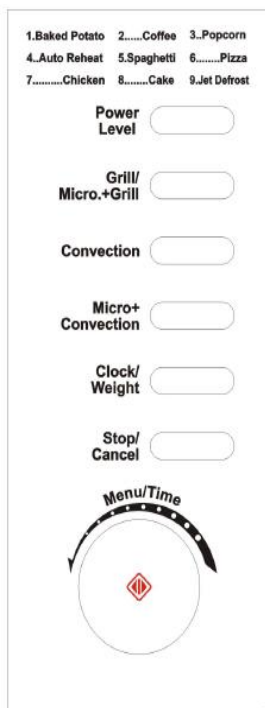 1.Baked Potato 2......Coffee 3..Popcorn
4..Auto Reheat 5.Spaghetti 6........Pizza
7..........Chicken 8........Cake 9.Jet Defrost
Power
Level
Grill/
Micro.+Grill
Convection
Micro+
Convection
Clock/
Weight
Stop/
Cancel
Menu/Time